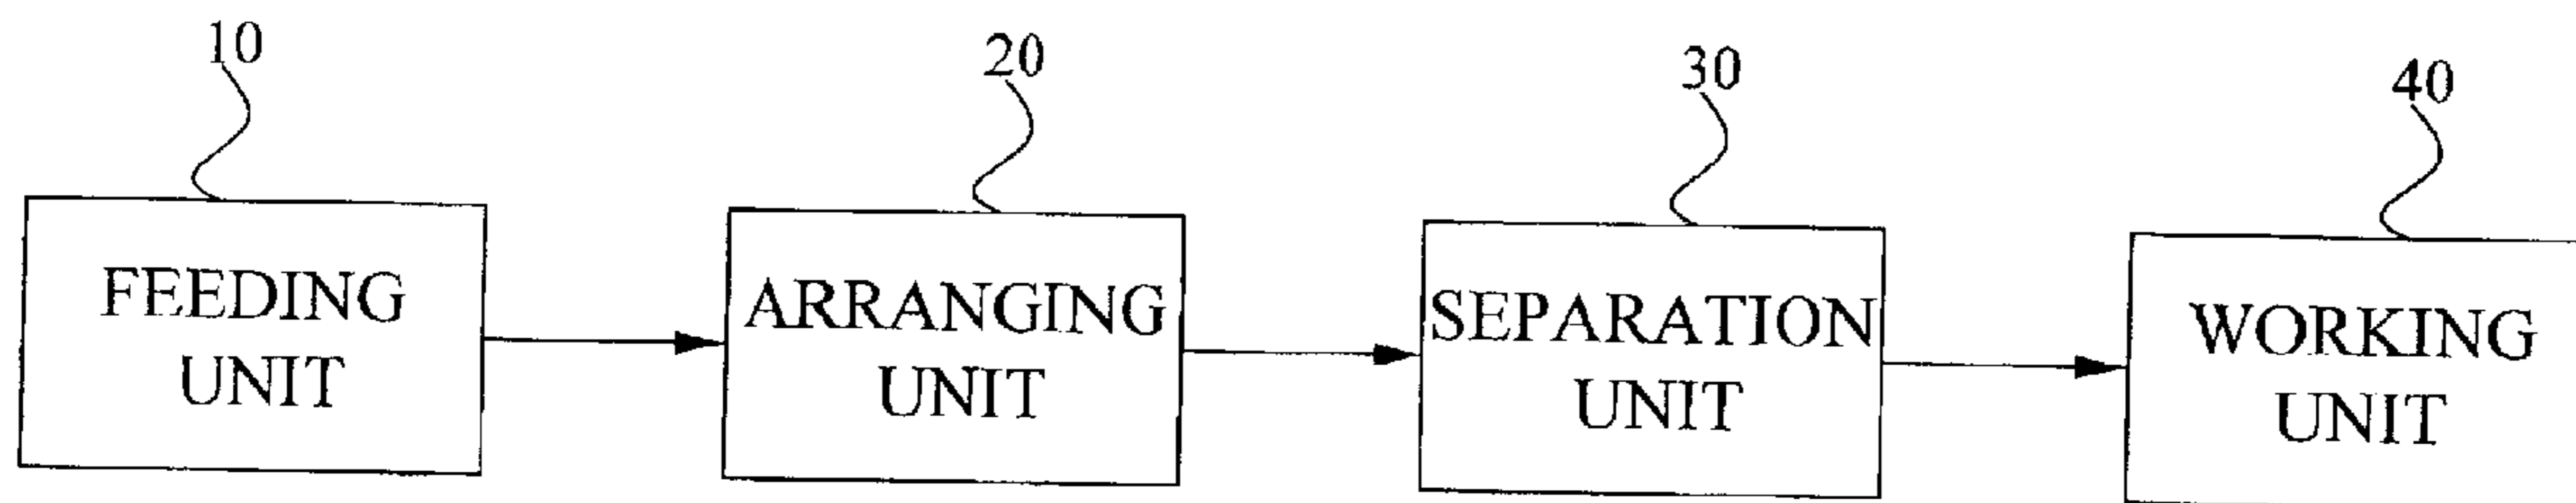 10
20
30
40
FEEDING
UNIT
ARRANGING
UNIT
SEPARATION
UNIT
WORKING
UNIT